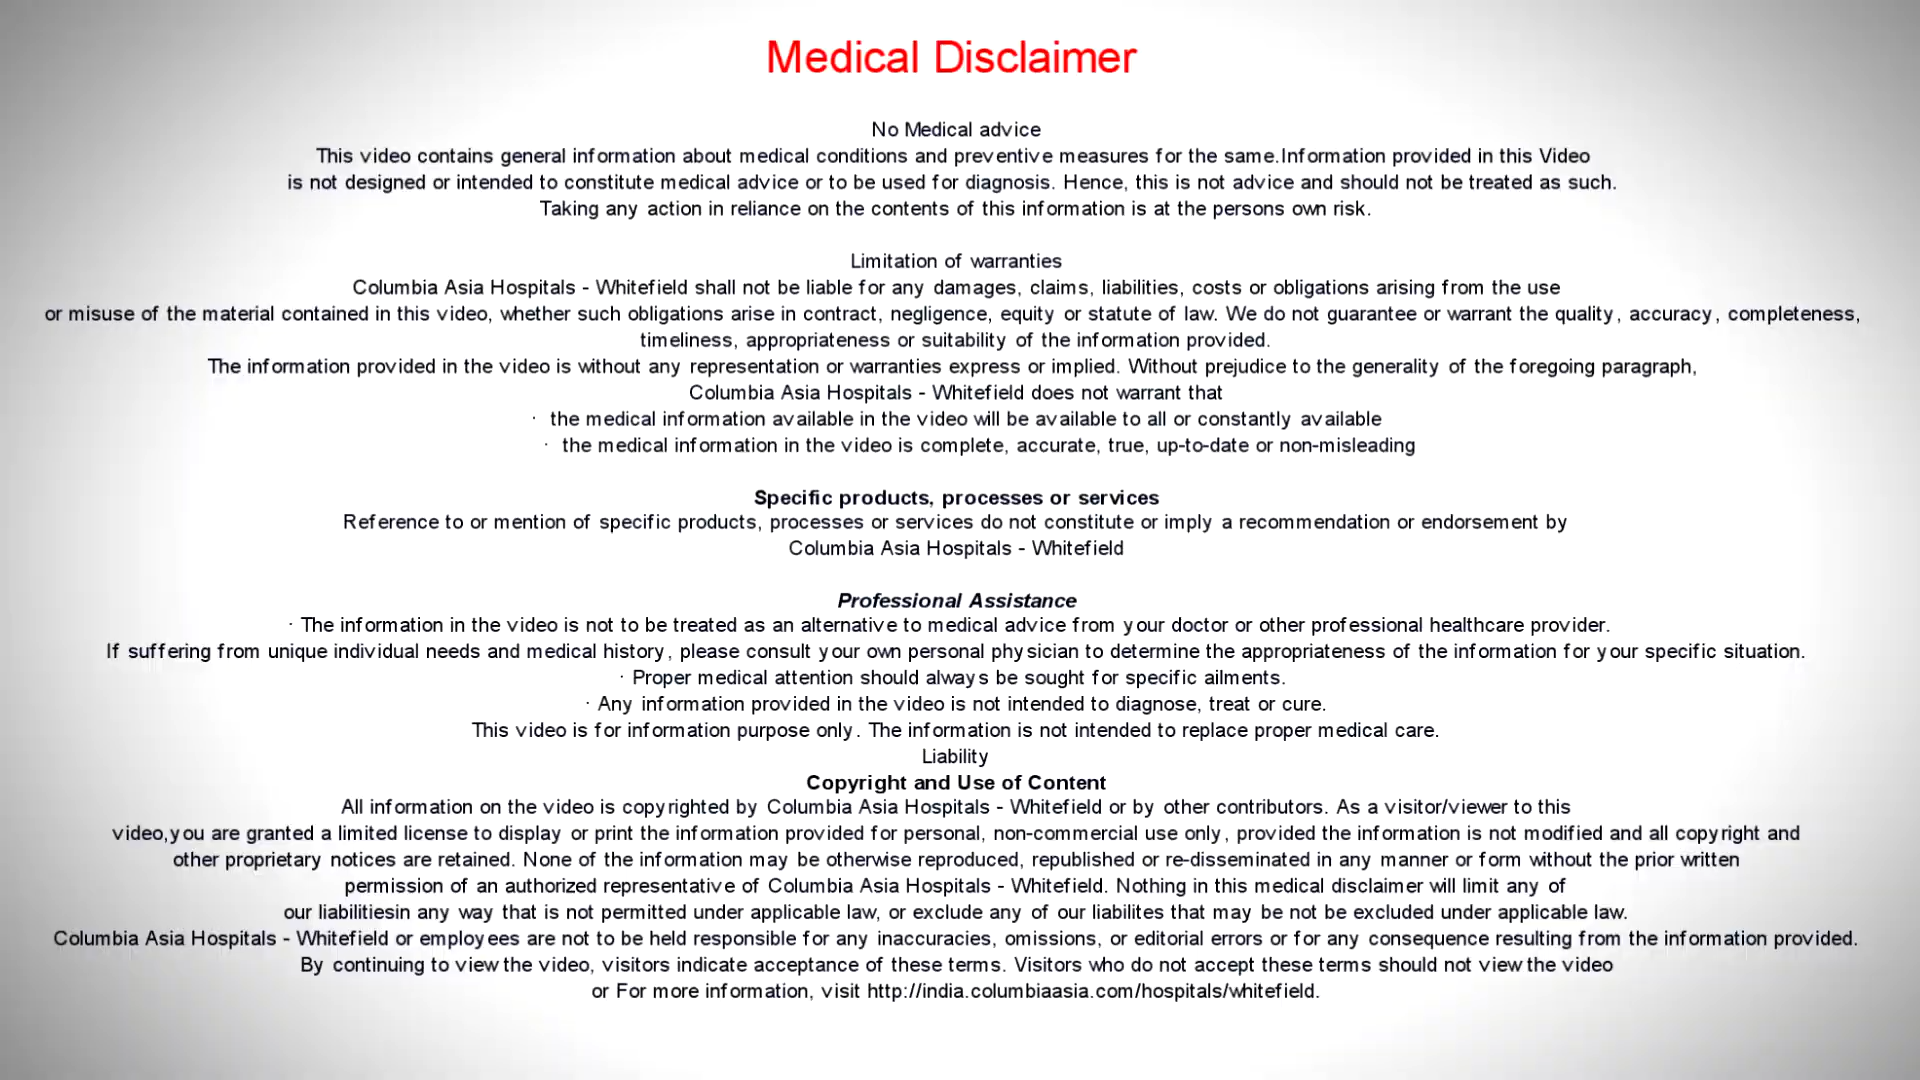 Medical Disclaimer
No Medical advice
This video contains general information about medical conditions and preventive measures for the same.Information provided in this Video
is not designed or intended to constitute medical advice or to be used for diagnosis. Hence, this is not advice and should not be treated as such.
Taking any action in reliance on the contents of this information is at the persons own risk.
Limitation of warranties
Columbia Asia Hospitals - Whitefield shall not be liable for any damages, claims, liabilities, costs or obligations arising from the use
or misuse of the material contained in this video, whether such obligations arise in contract, negligence, equity or statute of law. We do not guarantee or warrant the quality, accuracy, completeness,
timeliness, appropriateness or suitability of the information provided.
The information provided in the video is without any representation or warranties express or implied. Without prejudice to the generality of the foregoing paragraph,
Columbia Asia Hospitals - Whitefield does not warrant that
· the medical information available in the video will be available to all or constantly available
· the medical information in the video is complete, accurate, true, up-to-date or non-misleading
Specific products, processes or services
Reference to or mention of specific products, processes or services do not constitute or imply a recommendation or endorsement by
Columbia Asia Hospitals - Whitefield
Professional Assistance
· The information in the video is not to be treated as an alternative to medical advice from your doctor or other professional healthcare provider.
If suffering from unique individual needs and medical history, please consult your own personal physician to determine the appropriateness of the information for your specific situation.
· Proper medical attention should always be sought for specific ailments.
· Any information provided in the video is not intended to diagnose, treat or cure.
This video is for information purpose only. The information is not intended to replace proper medical care.
Liability
Copyright and Use of Content
All information on the video is copyrighted by Columbia Asia Hospitals - Whitefield or by other contributors. As a visitor/viewer to this
video,you are granted a limited license to display or print the information provided for personal, non-commercial use only, provided the information is not modified and all copyright and
other proprietary notices are retained. None of the information may be otherwise reproduced, republished or re-disseminated in any manner or form without the prior written
permission of an authorized representative of Columbia Asia Hospitals - Whitefield. Nothing in this medical disclaimer will limit any of
our liabilitiesin any way that is not permitted under applicable law, or exclude any of our liabilites that may be not be excluded under applicable law.
Columbia Asia Hospitals - Whitefield or employees are not to be held responsible for any inaccuracies, omissions, or editorial errors or for any consequence resulting from the information provided.
By continuing to view the video, visitors indicate acceptance of these terms. Visitors who do not accept these terms should not view the video
or For more information, visit http://india.columbiaasia.com/hospitals/whitefield.